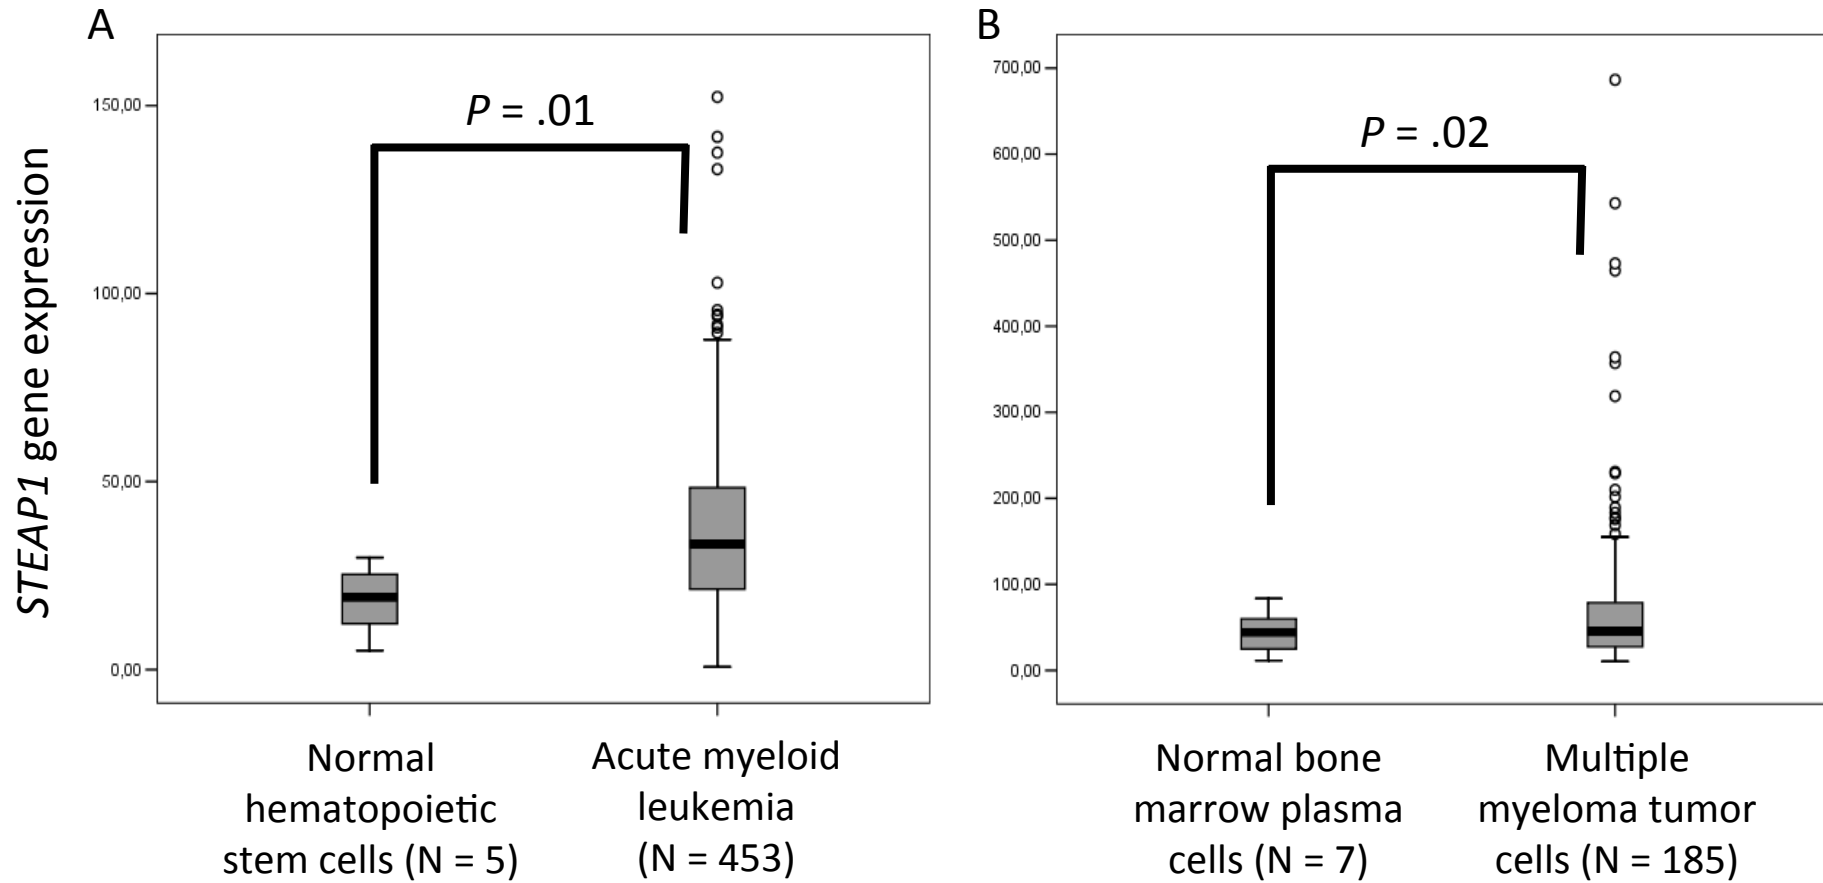 A
STEAP1 gene expression
150,00
100,00
50,00
0,00
P = .01
Normal
hematopoietic
stem cells (N = 5)
Acute myeloid
leukemia
(N = 453)
B
700,00
600,00
500,00
400,00
300,00
200,00
100,00
0,00
P = .02
Normal bone
marrow plasma
cells (N = 7)
Multiple
myeloma tumor
cells (N = 185)